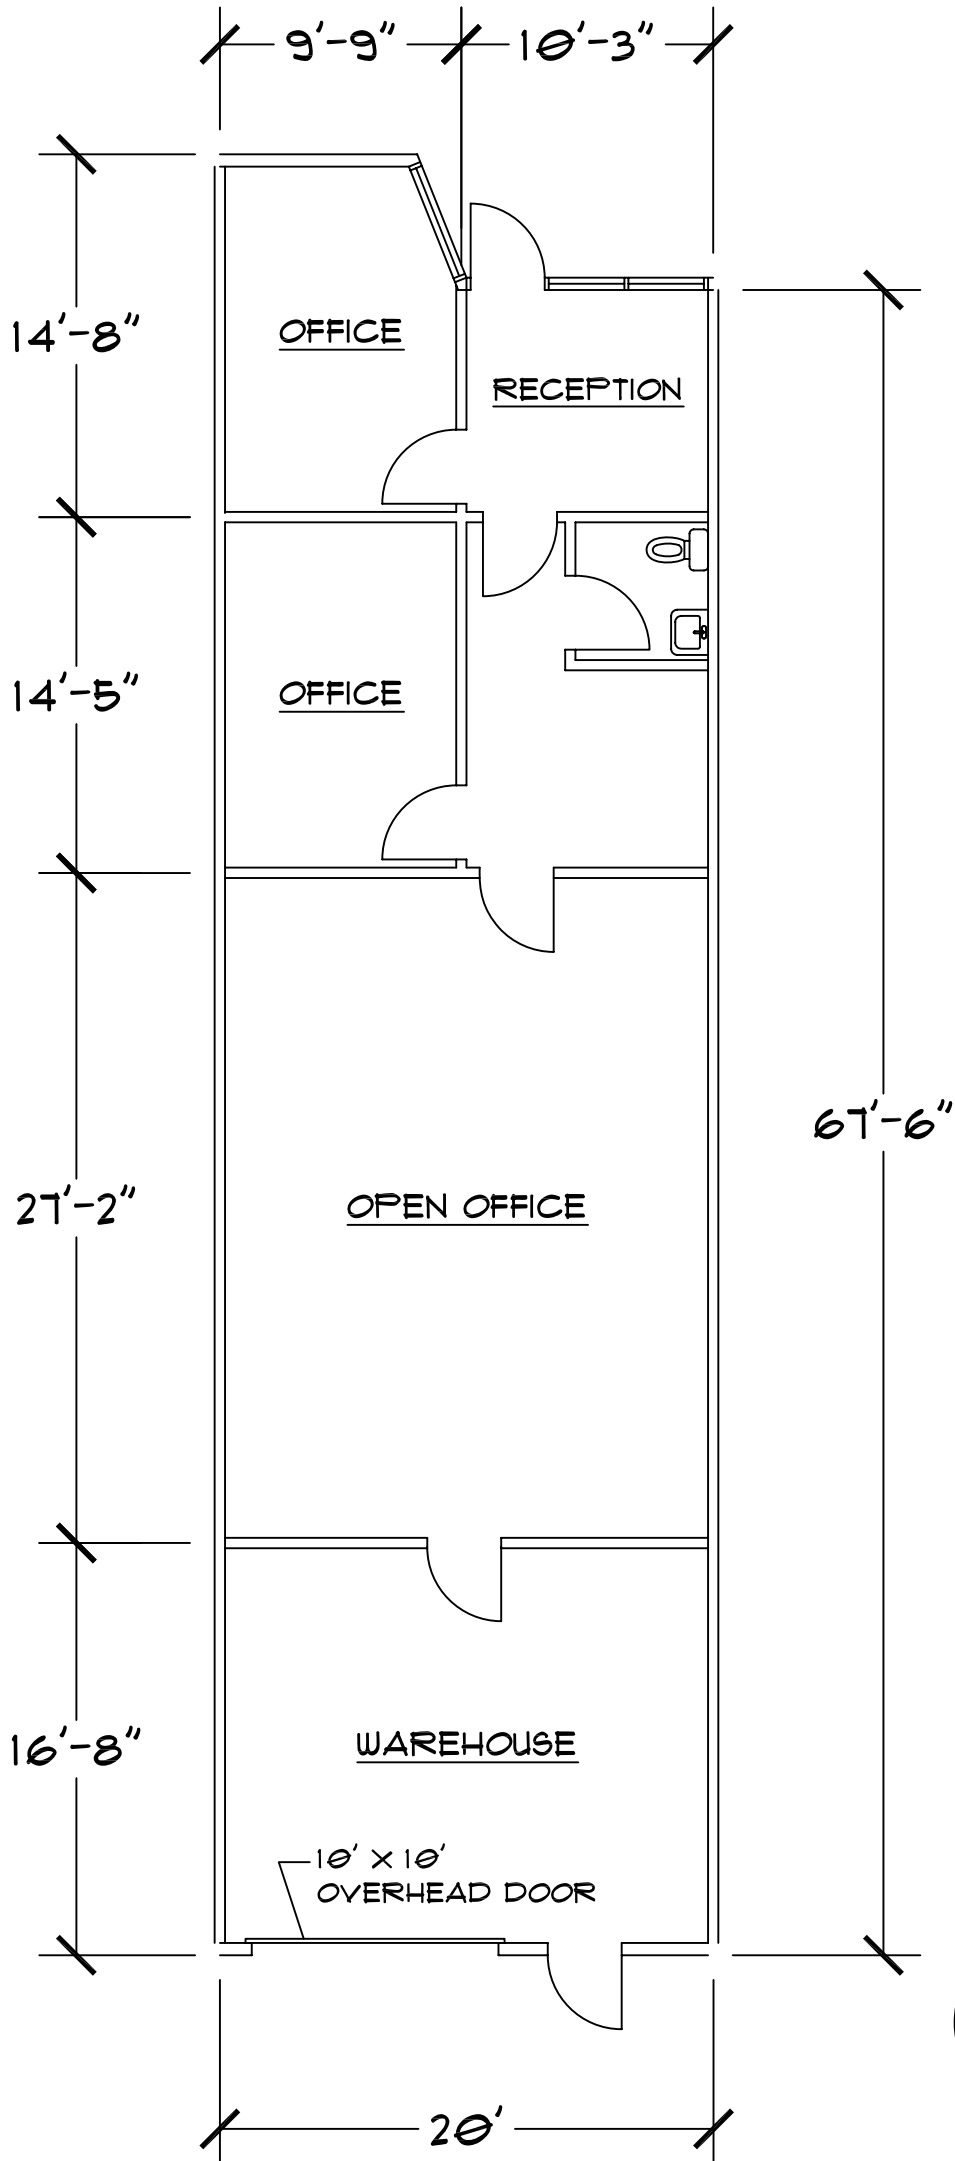 9'-9" 10'-3"
14'-8"
OFFICE
RECEPTION
14'-5"
OFFICE
67'-6"
27'-2"
OPEN OFFICE
16'-8"
WAREHOUSE
10' X 10'
OVERHEAD DOOR
20'